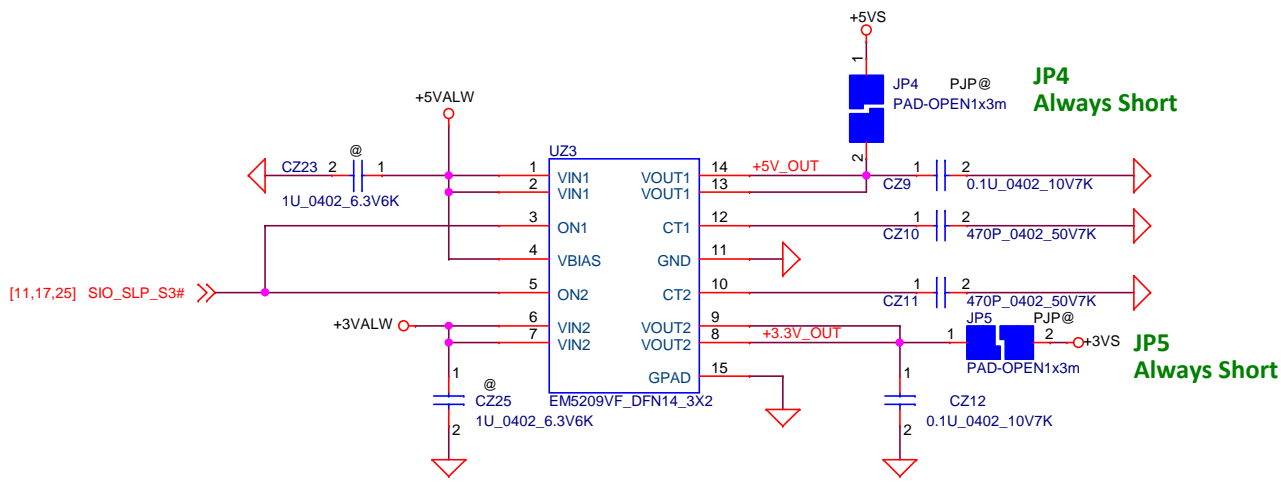 +5VS
1
JP4 PJP@
PAD-OPEN1x3m
JP4
Always Short
2
+5VALW
UZ3
CZ23 2 @ 1
1U_0402_6.3V6K
1 VIN1
2 VIN1
3 ON1
4 VBIAS
5 ON2
6 VIN2
7 VIN2
VOUT1 14 +5V_OUT
VOUT1 13
CT1 12
GND 11
CT2 10
VOUT2 9
VOUT2 8 +3.3V_OUT
GPAD 15
EM5209VF_DFN14_3X2
CZ9 1 2 0.1U_0402_10V7K
CZ10 1 2 470P_0402_50V7K
CZ11 1 2 470P_0402_50V7K
[11,17,25] SIO_SLP_S3#
+3VALW
JP5 PJP@
1 2 +3VS
PAD-OPEN1x3m
JP5
Always Short
1
@
CZ25
1U_0402_6.3V6K
2
1
CZ12
0.1U_0402_10V7K
2